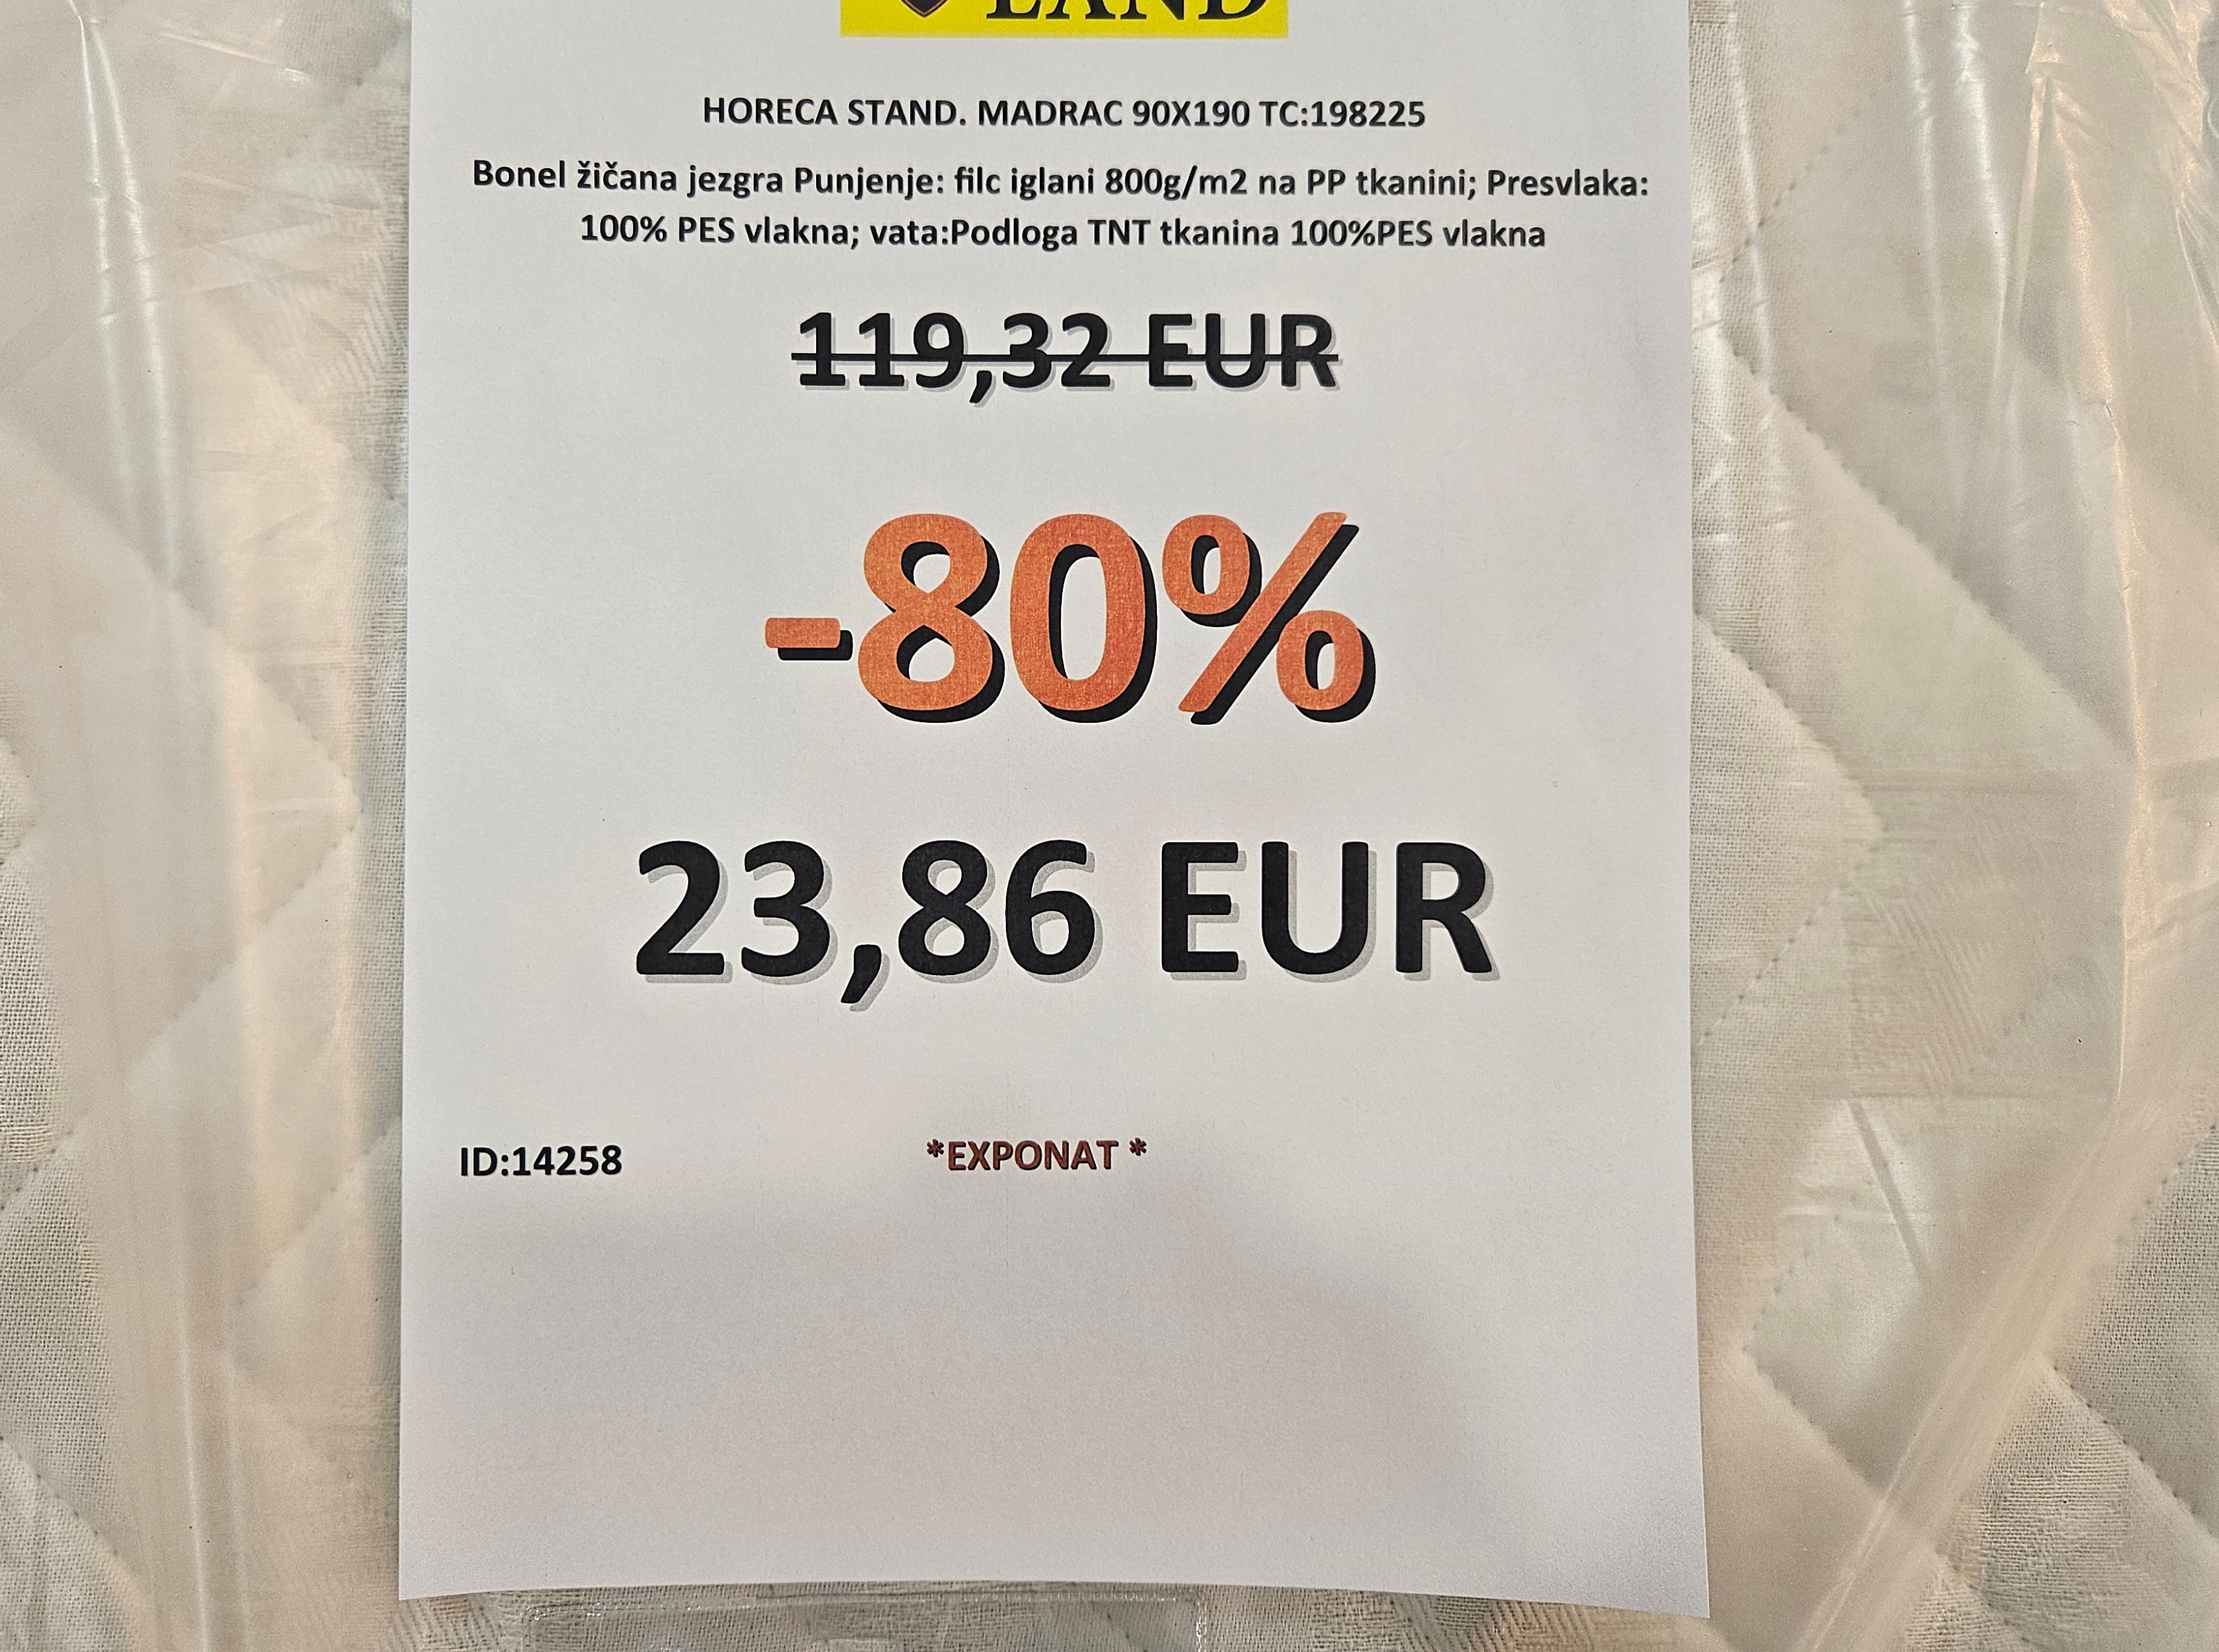 LAND
HORECA STAND. MADRAC 90X190 TC:198225
Bonel žičana jezgra Punjenje: filc iglani 800g/m2 na PP tkanini; Presvlaka:
100% PES vlakna; vata:Podloga TNT tkanina 100%PES vlakna
119,32 EUR
-80%
23,86 EUR
ID:14258 *EXPONAT *